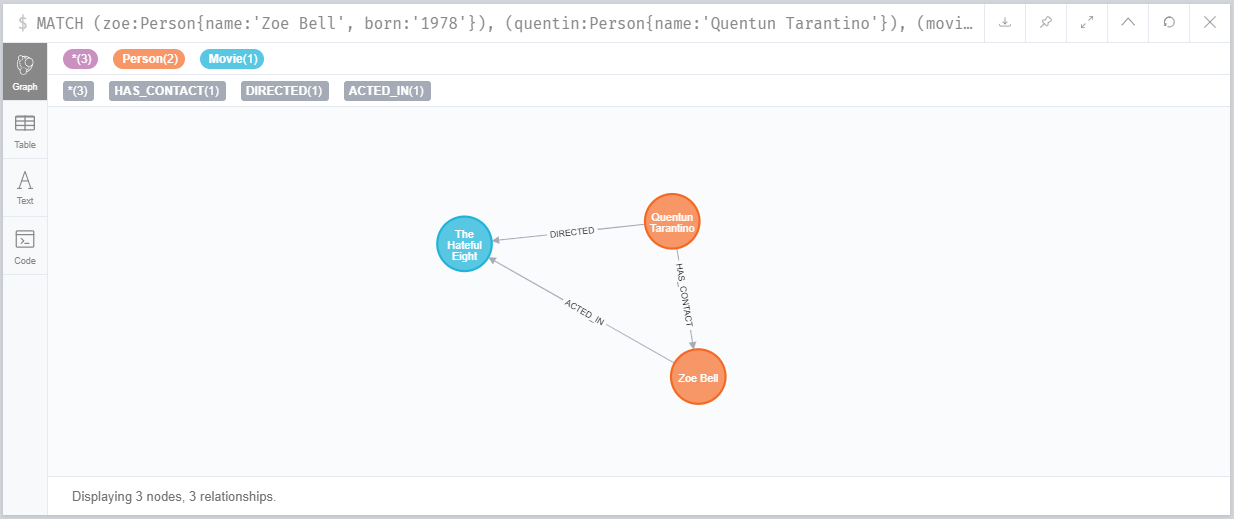 $ MATCH (zoe:Person{name:'Zoe Bell', born:'1978'}), (quentin:Person{name:'Quentun Tarantino'}), (movi…
Graph
*(3) Person(2) Movie(1)
*(3) HAS_CONTACT(1) DIRECTED(1) ACTED_IN(1)
Table
Text
Code
Quentun
Tarantino
The
Hateful
Eight
DIRECTED
HAS_CONTACT
ACTED_IN
Zoe Bell
Displaying 3 nodes, 3 relationships.